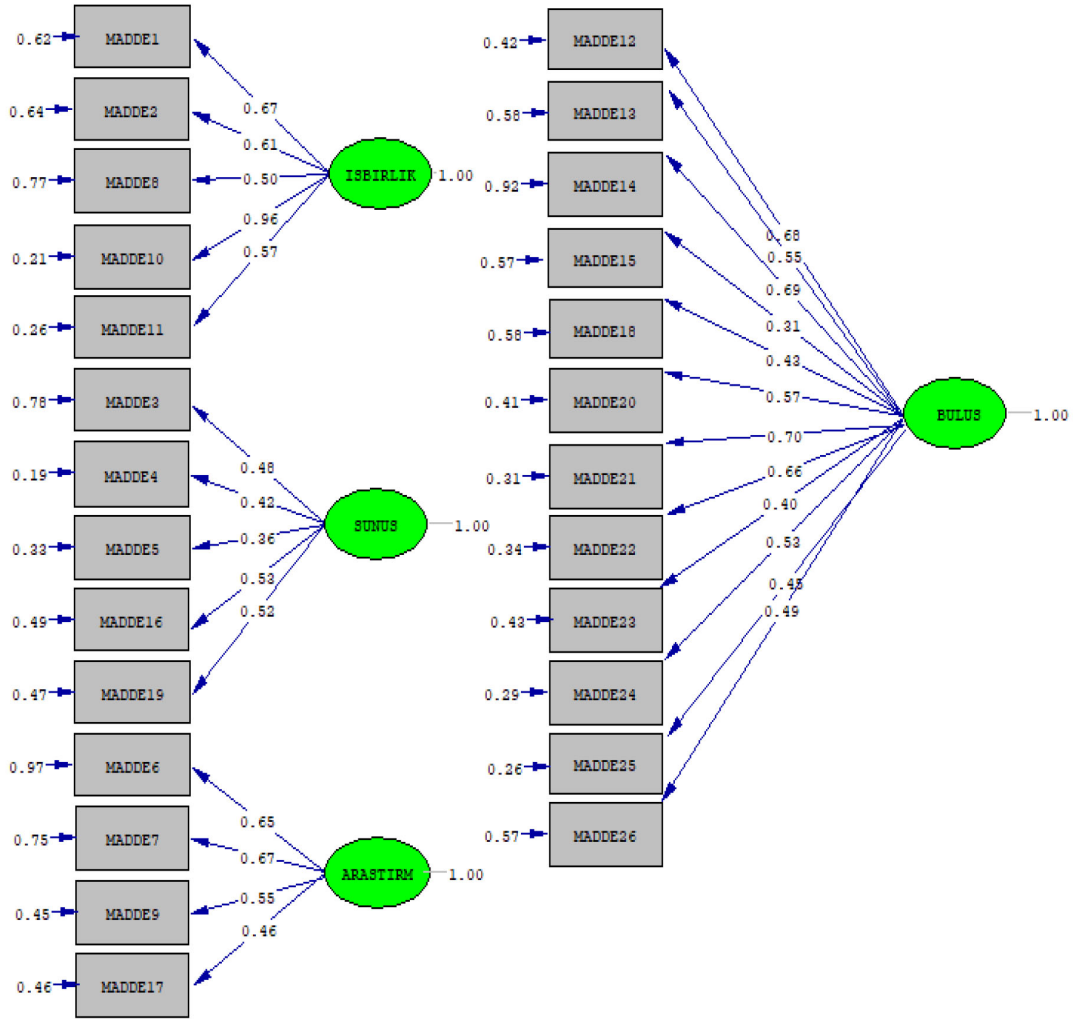 0.62 MADDE1
0.64 MADDE2
0.77 MADDE8
0.21 MADDE10
0.26 MADDE11
0.67
0.61
0.50
0.96
0.57
ISBIRLIK 1.00
0.78 MADDE3
0.19 MADDE4
0.33 MADDE5
0.49 MADDE16
0.47 MADDE19
0.48
0.42
0.36
0.53
0.52
SUNUS 1.00
0.97 MADDE6
0.75 MADDE7
0.45 MADDE9
0.46 MADDE17
0.65
0.67
0.55
0.46
ARASTIRM 1.00
0.42 MADDE12
0.58 MADDE13
0.92 MADDE14
0.57 MADDE15
0.58 MADDE18
0.41 MADDE20
0.31 MADDE21
0.34 MADDE22
0.43 MADDE23
0.29 MADDE24
0.26 MADDE25
0.57 MADDE26
0.68
0.55
0.69
0.31
0.43
0.57
0.70
0.66
0.40
0.53
0.45
0.49
BULUS 1.00